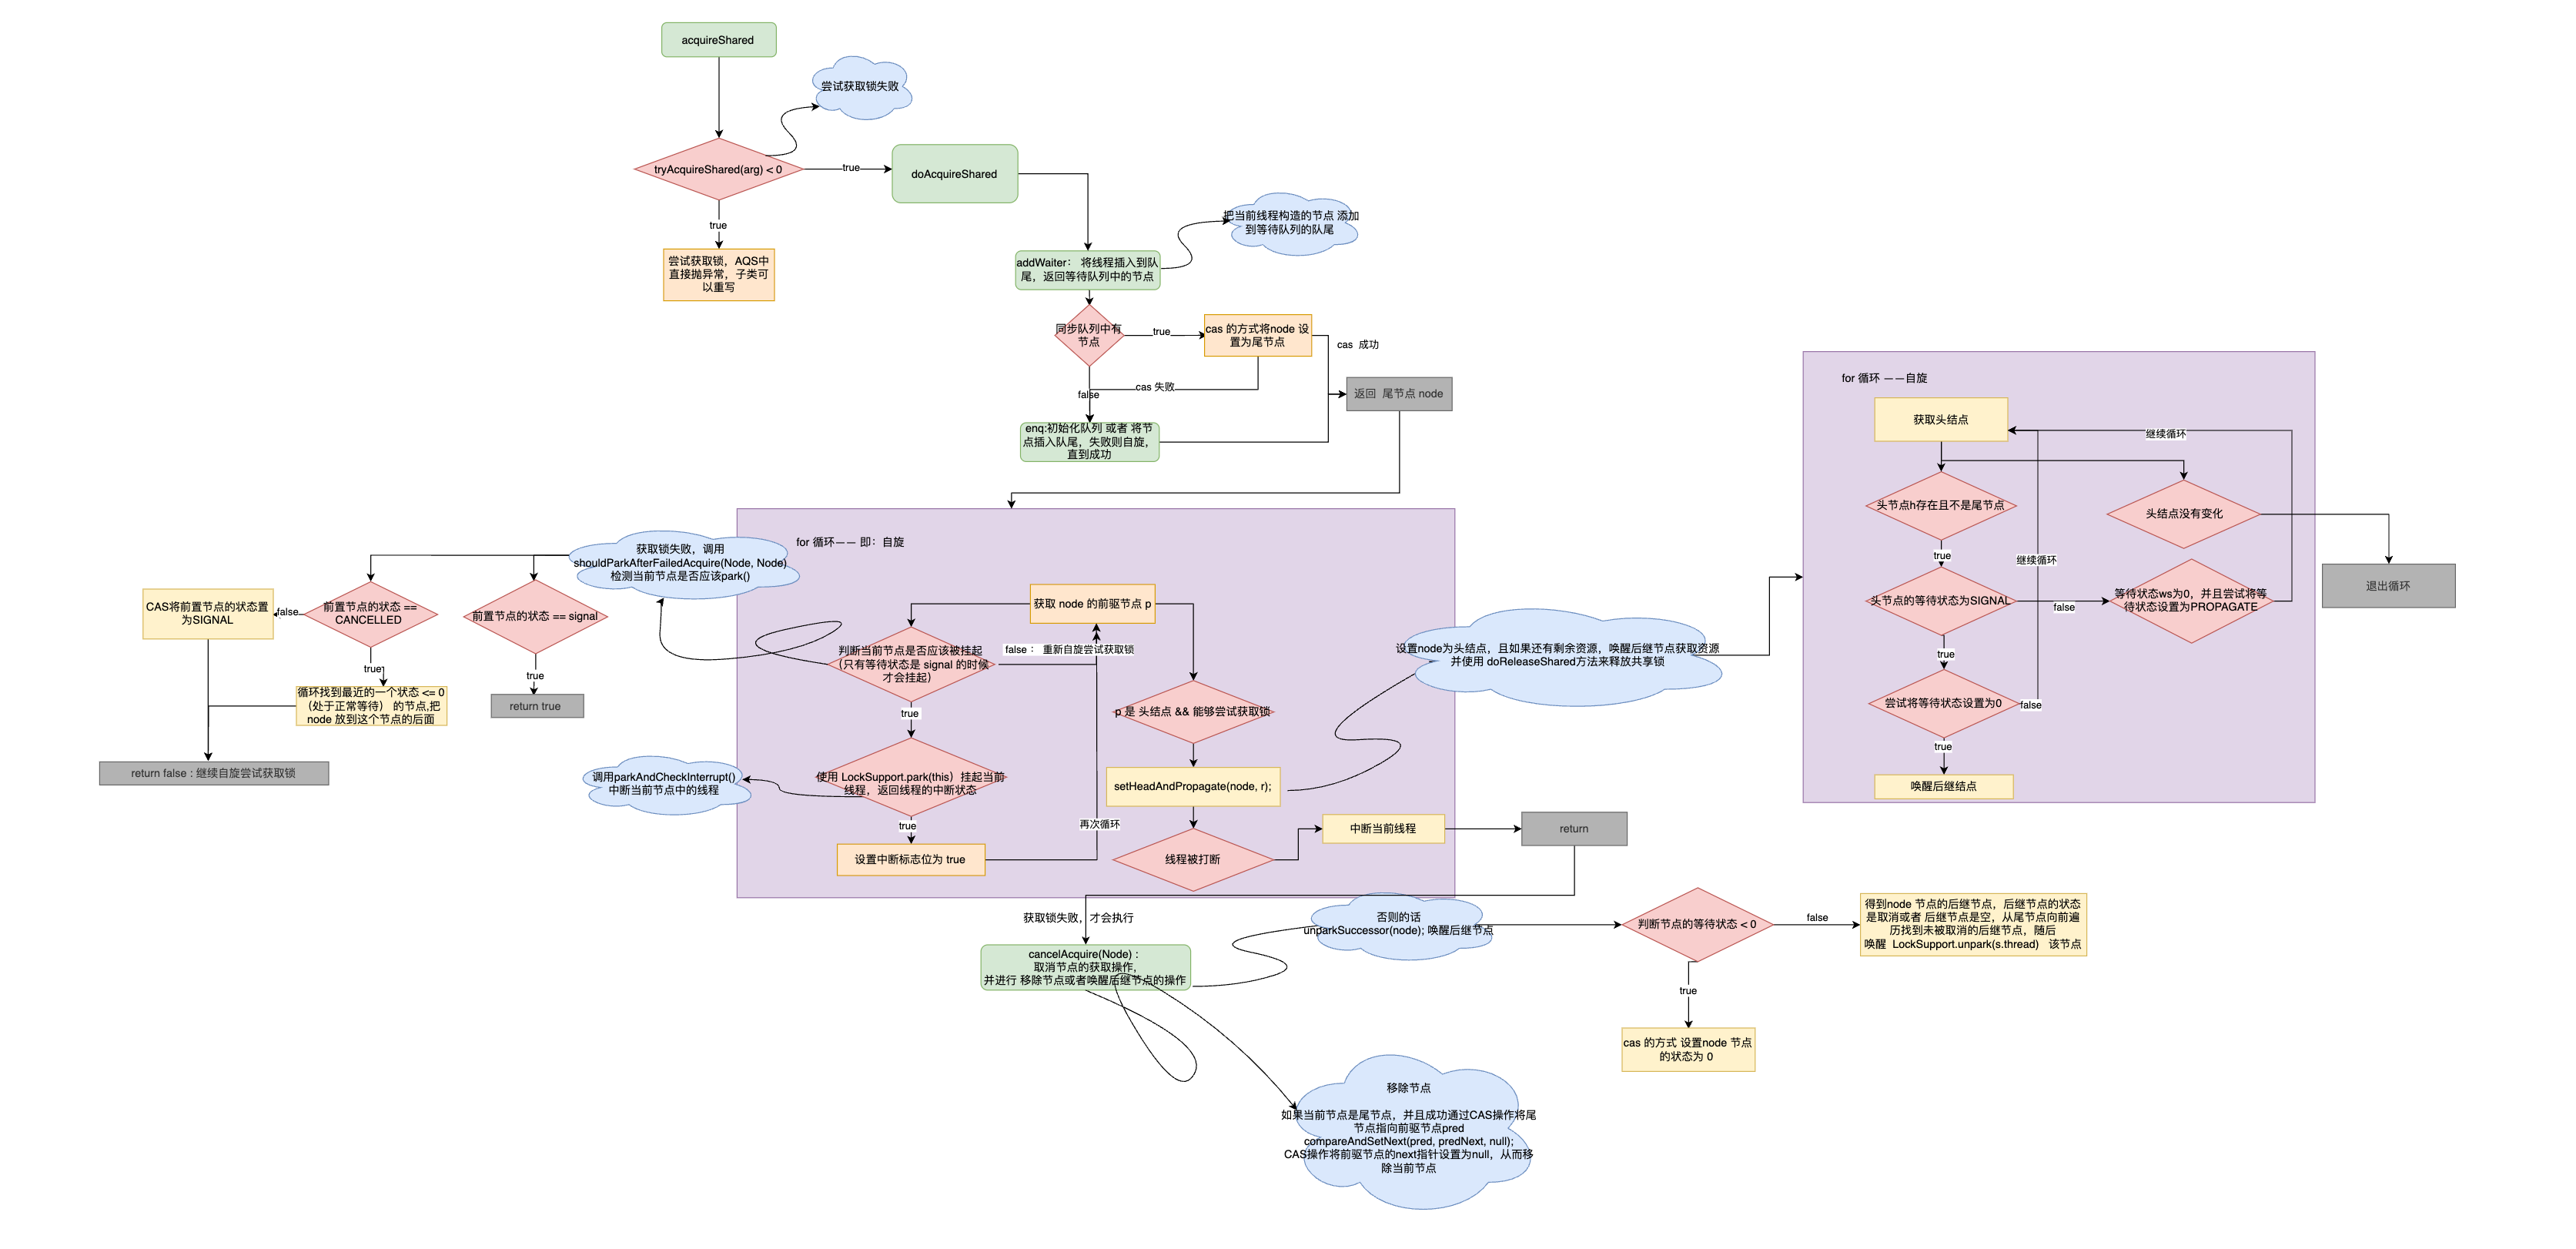 acquireShared
尝试获取锁失败
tryAcquireShared(arg) < 0
true
doAcquireShared
true
尝试获取锁，AQS中
直接抛异常，子类可
以重写
把当前线程构造的节点 添加
到等待队列的队尾
addWaiter： 将线程插入到队
尾，返回等待队列中的节点
同步队列中有
节点
true
cas 的方式将node 设
置为尾节点
cas 成功
cas 失败
false
返回 尾节点 node
enq:初始化队列 或者 将节
点插入队尾，失败则自旋，
直到成功
for 循环—— 即：自旋
获取锁失败，调用
shouldParkAfterFailedAcquire(Node, Node)
检测当前节点是否应该park()
前置节点的状态 ==
CANCELLED
false
CAS将前置节点的状态置
为SIGNAL
前置节点的状态 == signal
true
循环找到最近的一个状态 <= 0
（处于正常等待） 的节点,把
node 放到这个节点的后面
true
return true
return false : 继续自旋尝试获取锁
获取 node 的前驱节点 p
判断当前节点是否应该被挂起
(只有等待状态是 signal 的时候
才会挂起)
false： 重新自旋尝试获取锁
true
p 是 头结点 && 能够尝试获取锁
使用 LockSupport.park(this）挂起当前
线程，返回线程的中断状态
调用parkAndCheckInterrupt()
中断当前节点中的线程
setHeadAndPropagate(node, r);
true
再次循环
设置中断标志位为 true
线程被打断
中断当前线程
return
设置node为头结点，且如果还有剩余资源，唤醒后继节点获取资源
并使用 doReleaseShared方法来释放共享锁
for 循环 ——自旋
获取头结点
继续循环
头节点h存在且不是尾节点
头结点没有变化
true
继续循环
退出循环
头节点的等待状态为SIGNAL
false
等待状态ws为0，并且尝试将等
待状态设置为PROPAGATE
true
尝试将等待状态设置为0
false
true
唤醒后继结点
获取锁失败，才会执行
cancelAcquire(Node) :
取消节点的获取操作，
并进行 移除节点或者唤醒后继节点的操作
否则的话
unparkSuccessor(node); 唤醒后继节点
判断节点的等待状态 < 0
false
得到node 节点的后继节点，后继节点的状态
是取消或者 后继节点是空，从尾节点向前遍
历找到未被取消的后继节点，随后
唤醒 LockSupport.unpark(s.thread) 该节点
true
cas 的方式 设置node 节点
的状态为 0
移除节点
如果当前节点是尾节点，并且成功通过CAS操作将尾
节点指向前驱节点pred
compareAndSetNext(pred, predNext, null);
CAS操作将前驱节点的next指针设置为null，从而移
除当前节点